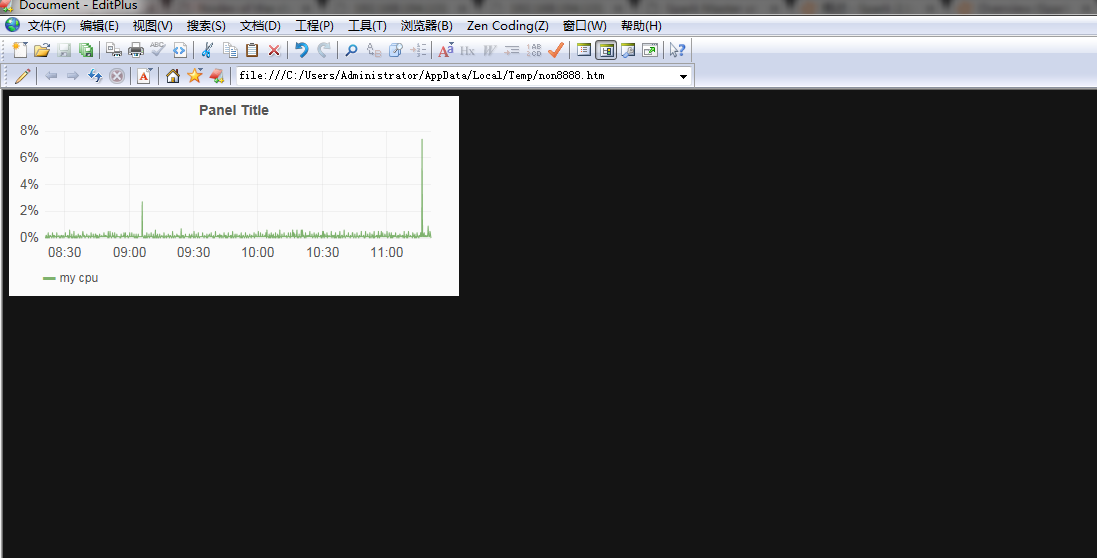 Document - EditPlus
文件(F) 编辑(E) 视图(V) 搜索(S) 文档(D) 工程(P) 工具(T) 浏览器(B) Zen Coding(Z) 窗口(W) 帮助(H)
file:///C:/Users/Administrator/AppData/Local/Temp/non8888.htm
Panel Title
8%
6%
4%
2%
0%
08:30 09:00 09:30 10:00 10:30 11:00
my cpu